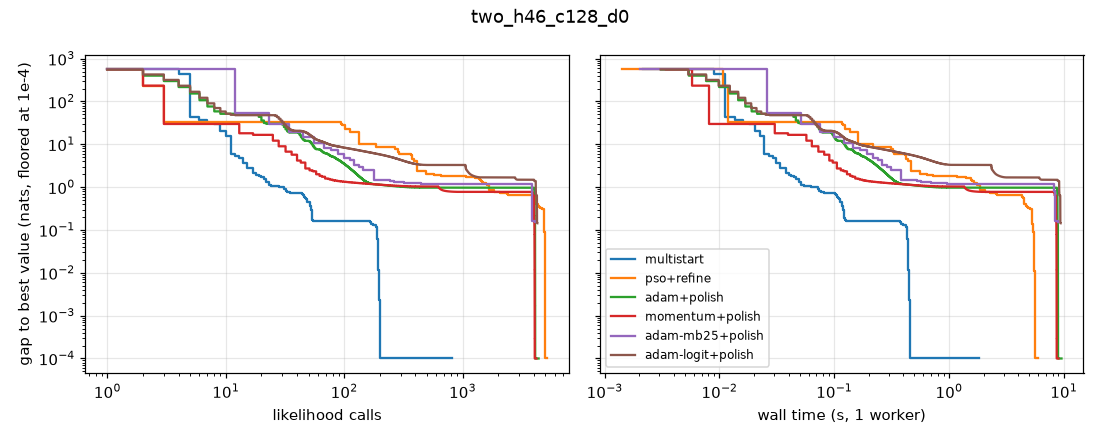 two_h46_c128_d0
gap to best value (nats, floored at 1e-4)
10^3
10^2
10^1
10^0
10^-1
10^-2
10^-3
10^-4
10^0
10^1
10^2
10^3
likelihood calls
multistart
pso+refine
adam+polish
momentum+polish
adam-mb25+polish
adam-logit+polish
10^-3
10^-2
10^-1
10^0
10^1
wall time (s, 1 worker)